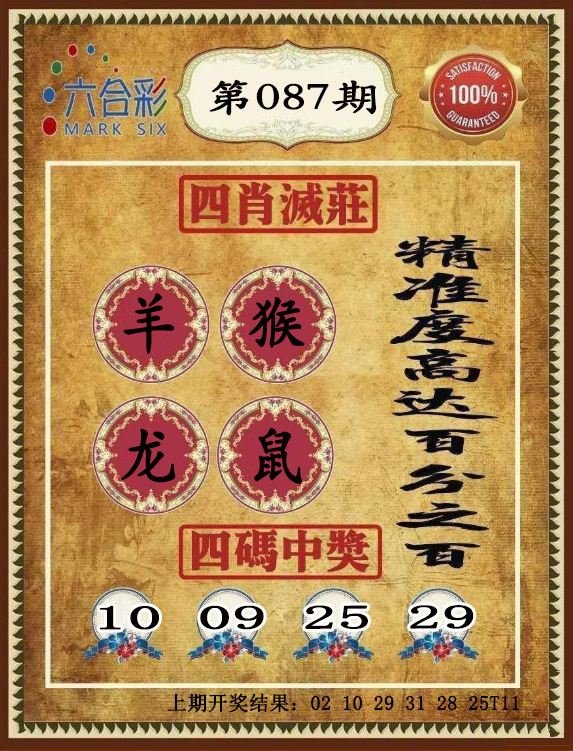 六合彩
MARK SIX
第087期
SATISFACTION
100%
GUARANTEED
四肖滅莊
羊 猴
龙 鼠
精准度高达百分之百
四碼中獎
10 09 25 29
上期开奖结果：02 10 29 31 28 25T11